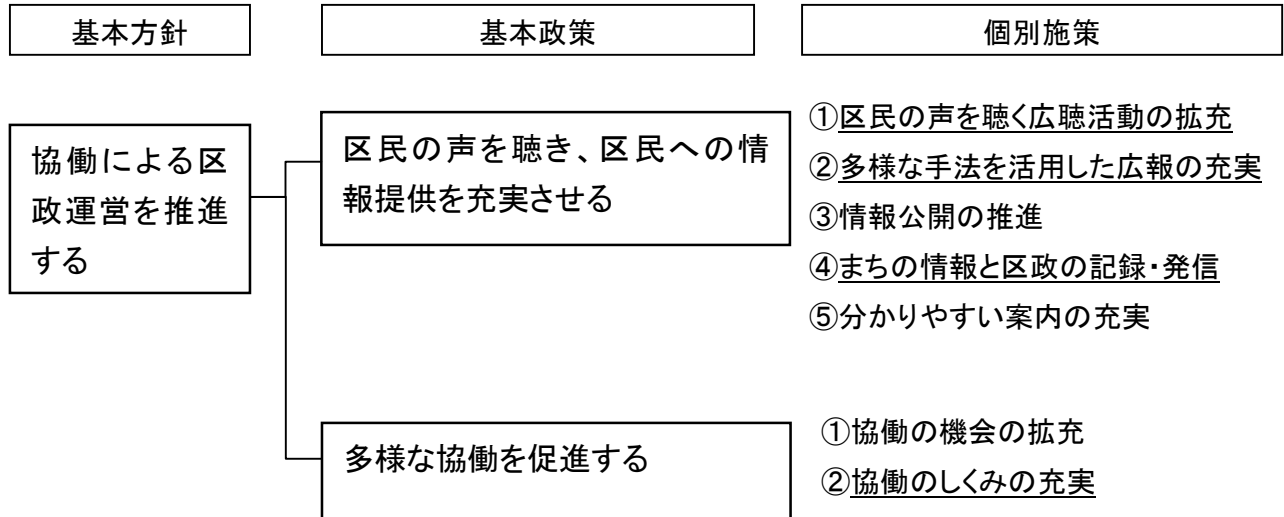 基本方針
基本政策
個別施策
協働による区
政運営を推進
する
区民の声を聴き、区民への情
報提供を充実させる
①区民の声を聴く広聴活動の拡充
②多様な手法を活用した広報の充実
③情報公開の推進
④まちの情報と区政の記録・発信
⑤分かりやすい案内の充実
多様な協働を促進する
①協働の機会の拡充
②協働のしくみの充実